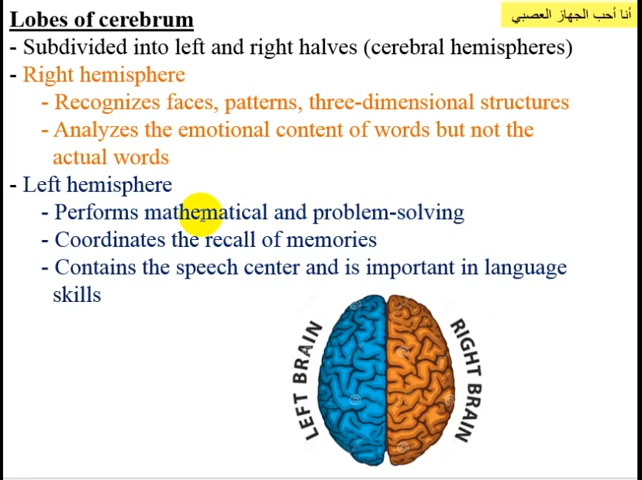 Lobes of cerebrum
أنا أحب الجهاز العصبي
- Subdivided into left and right halves (cerebral hemispheres)
- Right hemisphere
- Recognizes faces, patterns, three-dimensional structures
- Analyzes the emotional content of words but not the
actual words
- Left hemisphere
- Performs mathematical and problem-solving
- Coordinates the recall of memories
- Contains the speech center and is important in language
skills
LEFT BRAIN
RIGHT BRAIN